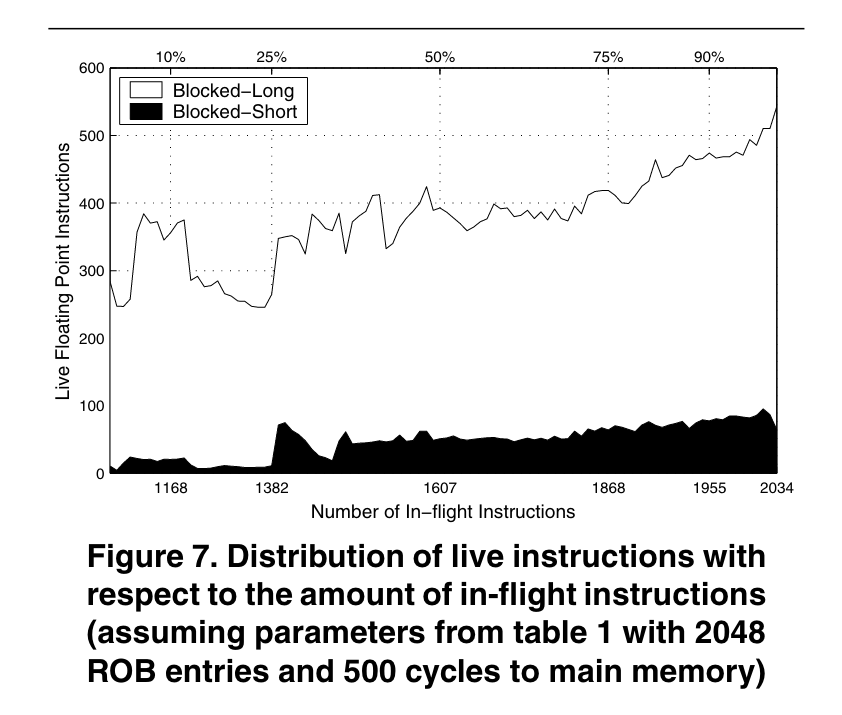 10% 25% 50% 75% 90%
600
Blocked−Long
Blocked−Short
500
400
300
200
100
0
Live Floating Point Instructions
1168 1382 1607 1868 1955 2034
Number of In−flight Instructions
Figure 7. Distribution of live instructions with
respect to the amount of in-flight instructions
(assuming parameters from table 1 with 2048
ROB entries and 500 cycles to main memory)